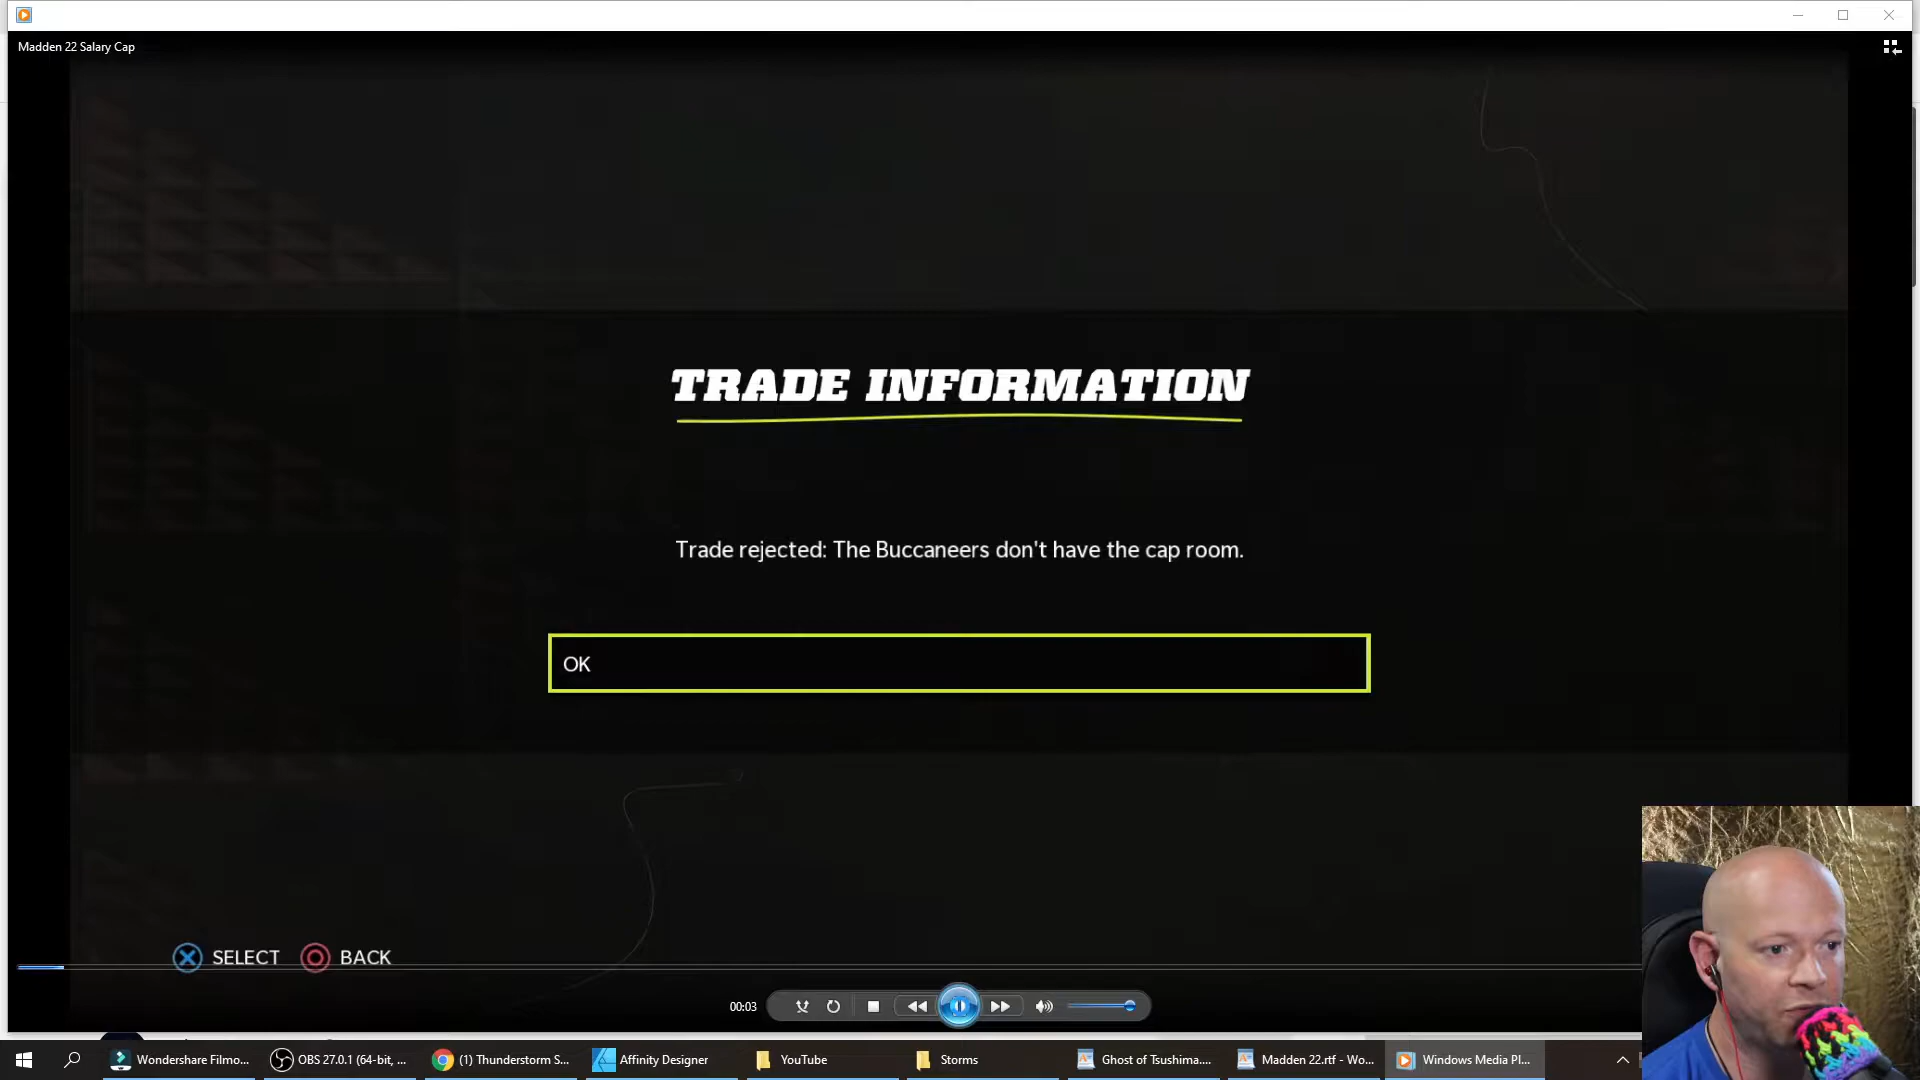 Madden 22 Salary Cap
TRADE INFORMATION
Trade rejected: The Buccaneers don't have the cap room.
OK
SELECT BACK
00:03
Wondershare Filmo... OBS 27.0.1 (64-bit, ... (1) Thunderstorm S... Affinity Designer YouTube Storms Ghost of Tsushima.... Madden 22.rtf - Wo... Windows Media Pl...